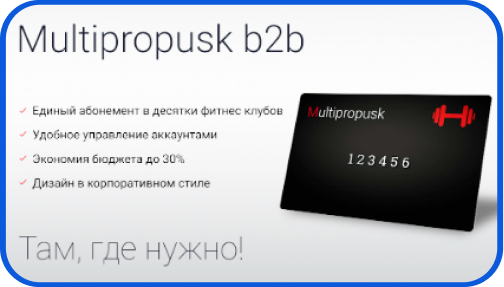 Multipropusk b2b
Единый абонемент в десятки фитнес клубов
Удобное управление аккаунтами
Экономия бюджета до 30%
Дизайн в корпоративном стиле
Multipropusk
123456
Там, где нужно!